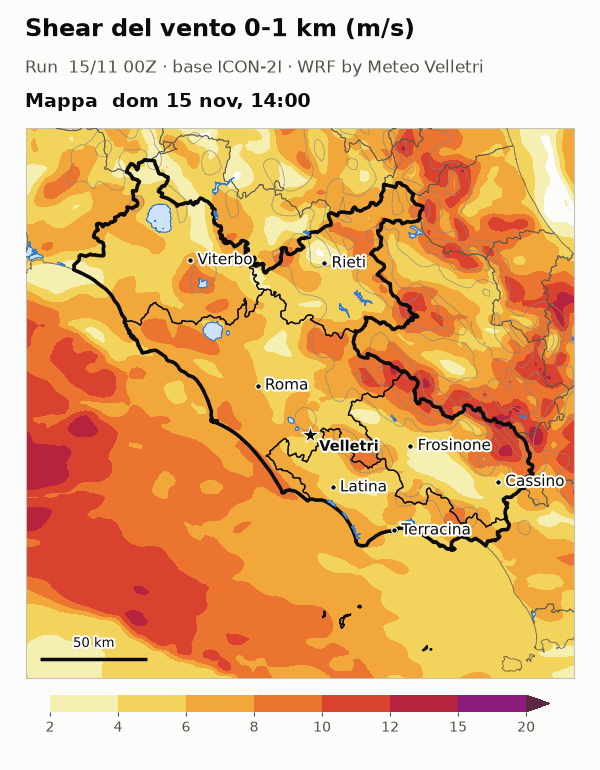 Shear del vento 0-1 km (m/s)
Run  15/11 00Z · base ICON-2I · WRF by Meteo Velletri
Mappa  dom 15 nov, 14:00
Viterbo
Rieti
Roma
Velletri
Frosinone
Latina
Cassino
Terracina
50 km
2 4 6 8 10 12 15 20